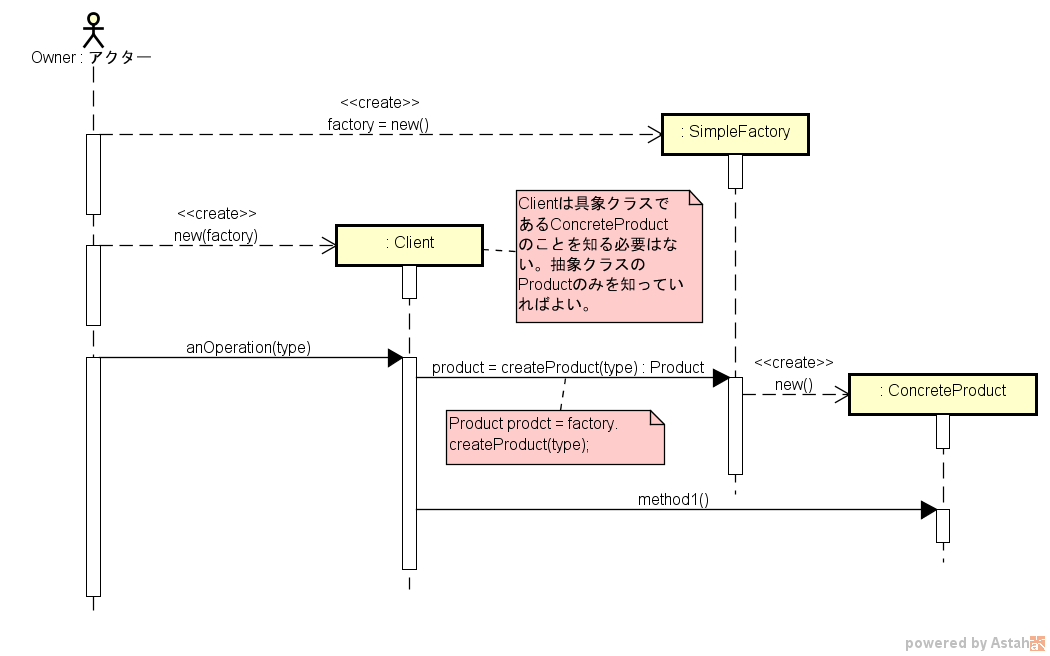 Owner : アクター
<<create>>
factory = new()
: SimpleFactory
<<create>>
new(factory)
: Client
Clientは具象クラスで
あるConcreteProduct
のことを知る必要はな
い。抽象クラスの
Productのみを知ってい
ればよい。
anOperation(type)
product = createProduct(type) : Product
<<create>>
new()
: ConcreteProduct
Product prodct = factory.
createProduct(type);
method1()
powered by Astah